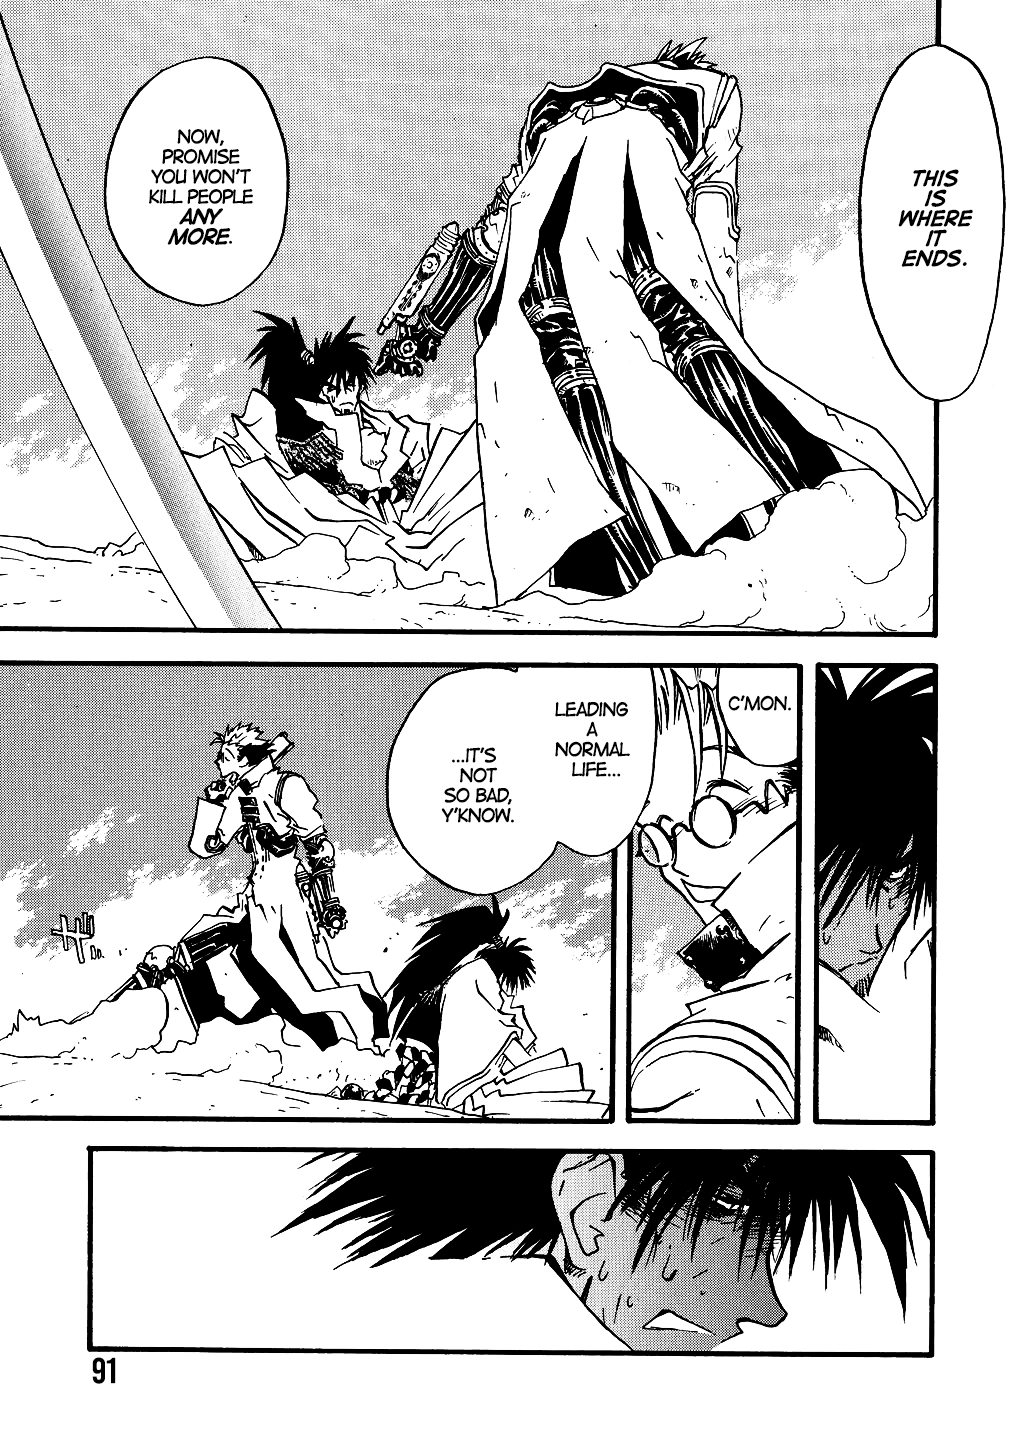 THIS
IS
WHERE
IT
ENDS.
NOW,
PROMISE
YOU WON'T
KILL PEOPLE
ANY
MORE.
C'MON.
LEADING
A
NORMAL
LIFE...
...IT'S
NOT
SO BAD,
Y'KNOW.
91